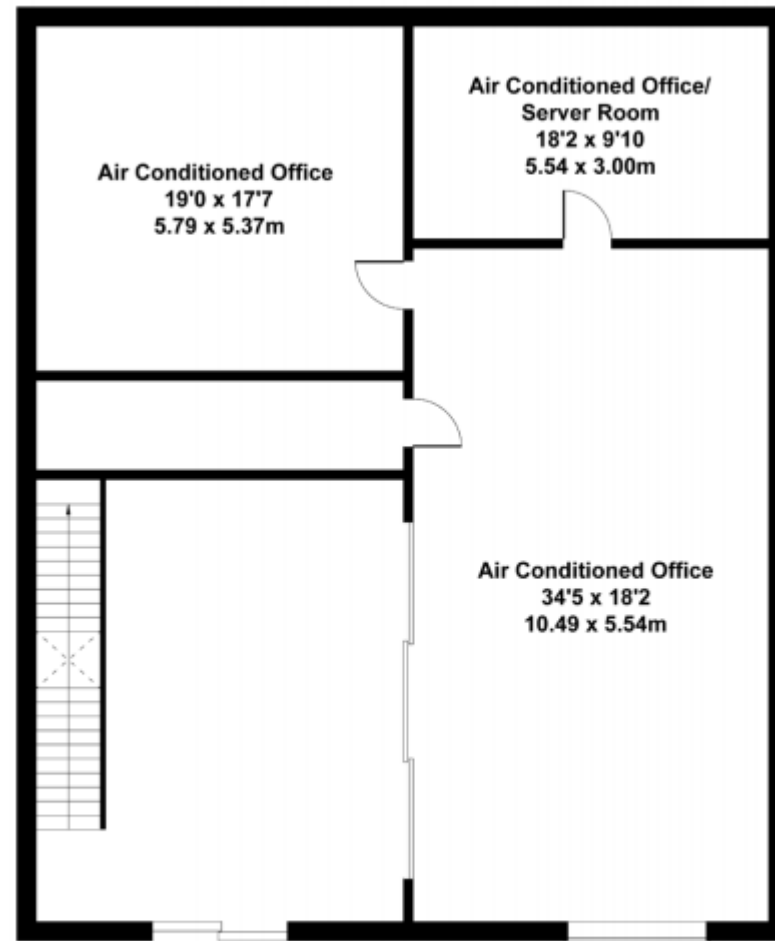 Air Conditioned Office/
Server Room
18'2 x 9'10
5.54 x 3.00m
Air Conditioned Office
19'0 x 17'7
5.79 x 5.37m
Air Conditioned Office
34'5 x 18'2
10.49 x 5.54m